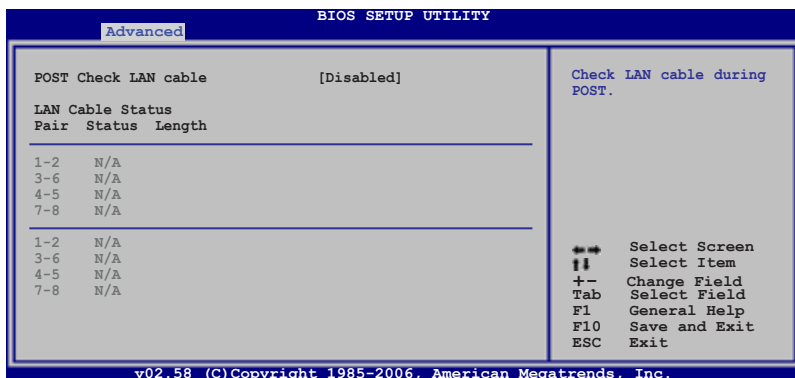 BIOS SETUP UTILITY
Advanced
POST Check LAN cable [Disabled]
LAN Cable Status
Pair Status Length
1-2 N/A
3-6 N/A
4-5 N/A
7-8 N/A
1-2 N/A
3-6 N/A
4-5 N/A
7-8 N/A
Check LAN cable during
POST.
Select Screen
Select Item
+- Change Field
Tab Select Field
F1 General Help
F10 Save and Exit
ESC Exit
v02.58 (C)Copyright 1985-2006, American Megatrends, Inc.